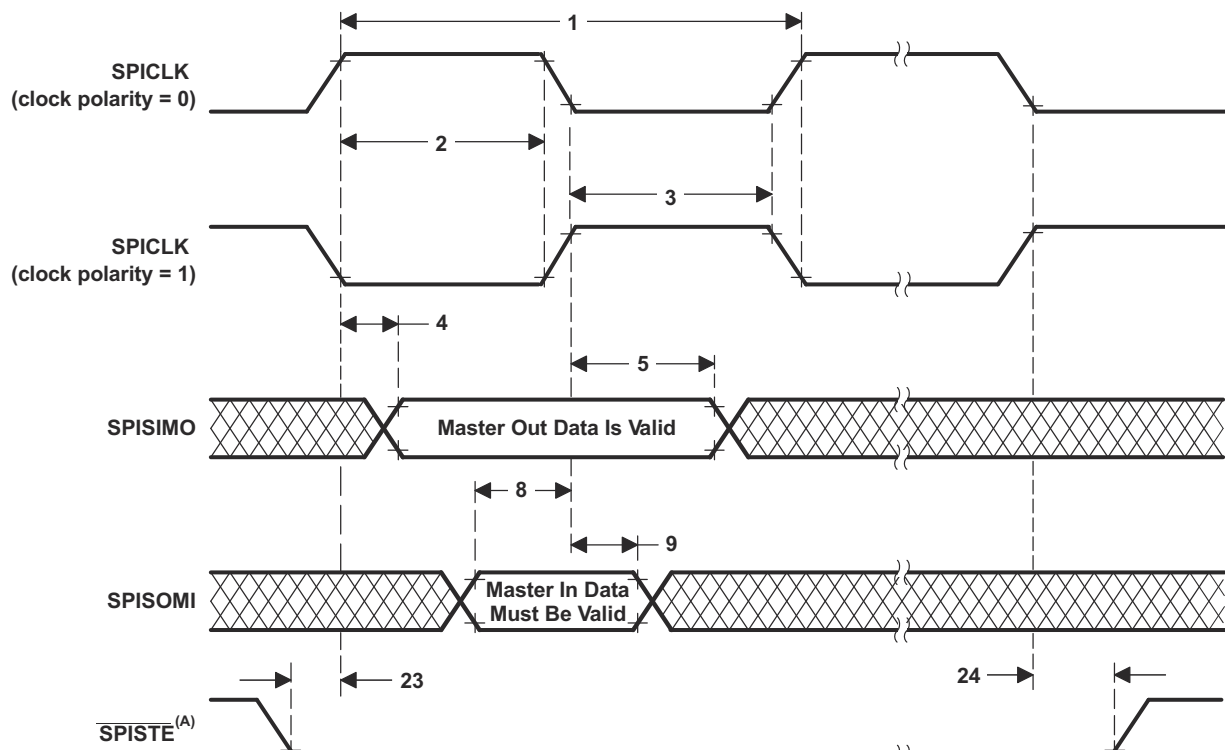 1
SPICLK
(clock polarity = 0)
2
3
SPICLK
(clock polarity = 1)
4
5
SPISIMO
Master Out Data Is Valid
8
9
SPISOMI
Master In Data
Must Be Valid
23
24
SPISTE(A)